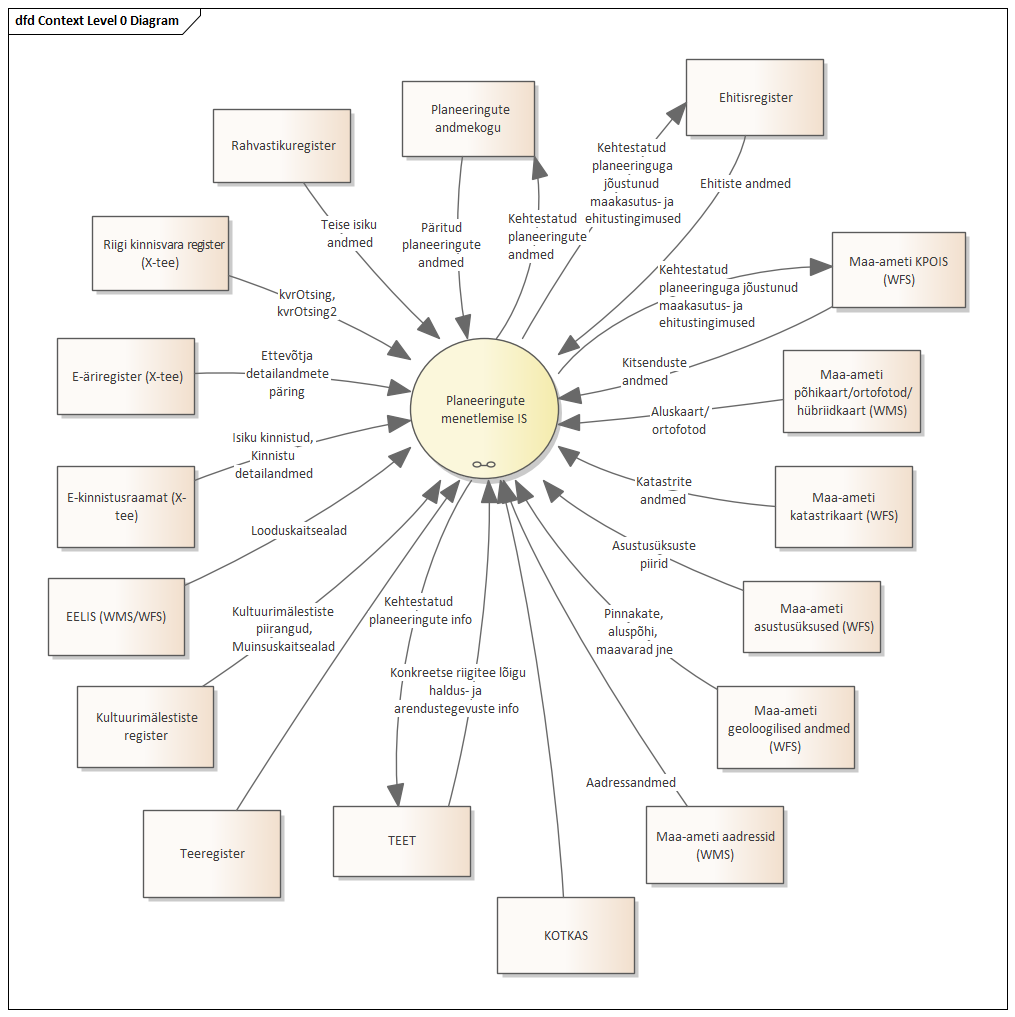 dfd Context Level 0 Diagram
Planeeringute
andmekogu
Ehitisregister
Rahvastikuregister
Kehtestatud
planeeringuga
jõustunud
maakasutus- ja
ehitustingimused
Ehitiste andmed
Teise isiku
andmed
Päritud
planeeringute
andmed
Kehtestatud
planeeringute
andmed
Riigi kinnisvara register
(X-tee)
Maa-ameti KPOIS
(WFS)
Kehtestatud
planeeringuga jõustunud
maakasutus- ja
ehitustingimused
kvrOtsing,
kvrOtsing2
E-äriregister (X-tee)
Ettevõtja
detailandmete
päring
Kitsenduste
andmed
Maa-ameti
põhikaart/ortofotod/
hübriidkaart (WMS)
Planeeringute
menetlemise IS
Aluskaart/
ortofotod
Isiku kinnistud,
Kinnistu
detailandmed
E-kinnistusraamat (X-
tee)
Katastrite
andmed
Maa-ameti
katastrikaart (WFS)
Looduskaitsealad
Asustusüksuste
piirid
EELIS (WMS/WFS)
Maa-ameti
asustusüksused (WFS)
Kultuurimälestiste
piirangud,
Muinsuskaitsealad
Kehtestatud
planeeringute info
Pinnakate,
aluspõhi,
maavarad jne
Konkreetse riigitee lõigu
haldus- ja
arendustegevuste info
Kultuurimälestiste
register
Maa-ameti
geoloogilised andmed
(WFS)
Aadressandmed
Teeregister
TEET
Maa-ameti aadressid
(WMS)
KOTKAS